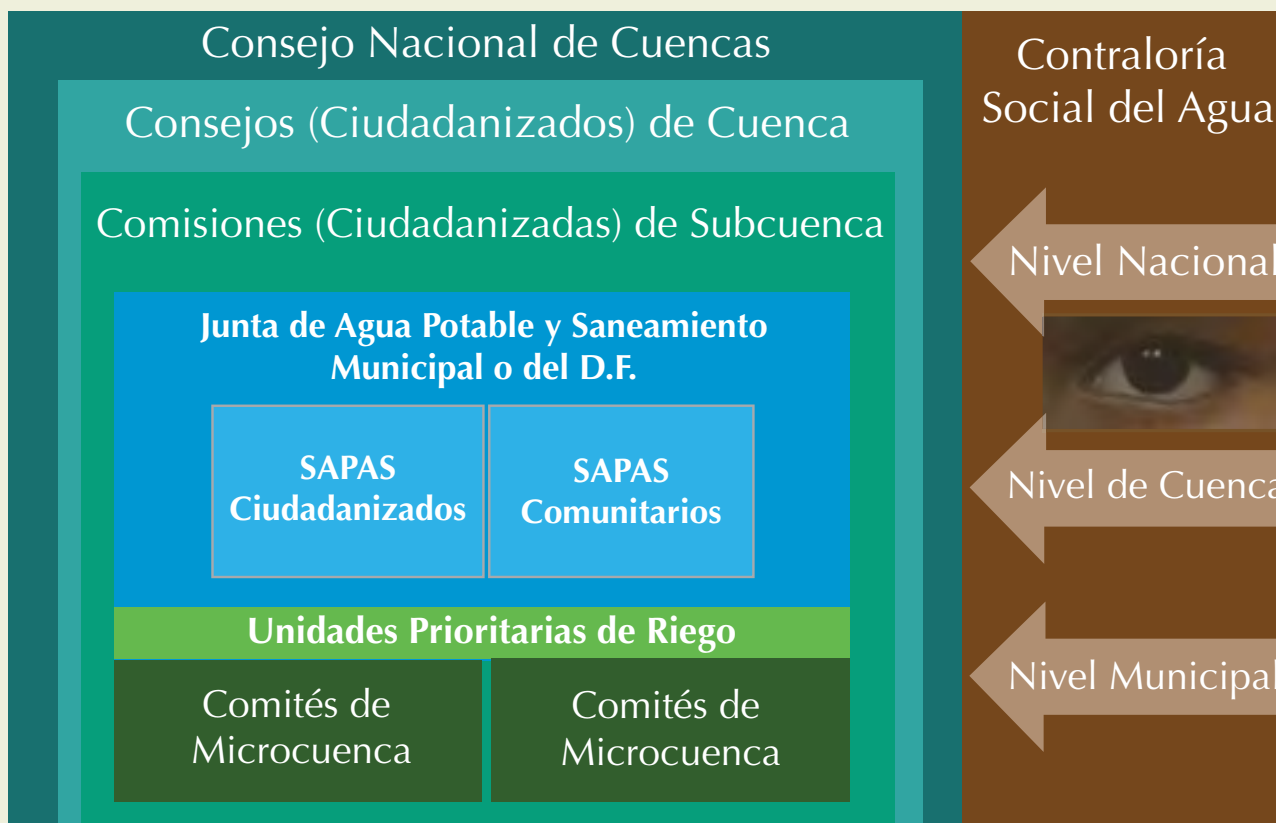 Consejo Nacional de Cuencas
Consejos (Ciudadanizados) de Cuenca
Comisiones (Ciudadanizadas) de Subcuenca
Junta de Agua Potable y Saneamiento
Municipal o del D.F.
SAPAS
Ciudadanizados
SAPAS
Comunitarios
Unidades Prioritarias de Riego
Comités de
Microcuenca
Comités de
Microcuenca
Contraloría
Social del Agua
Nivel Nacional
Nivel de Cuenca
Nivel Municipal